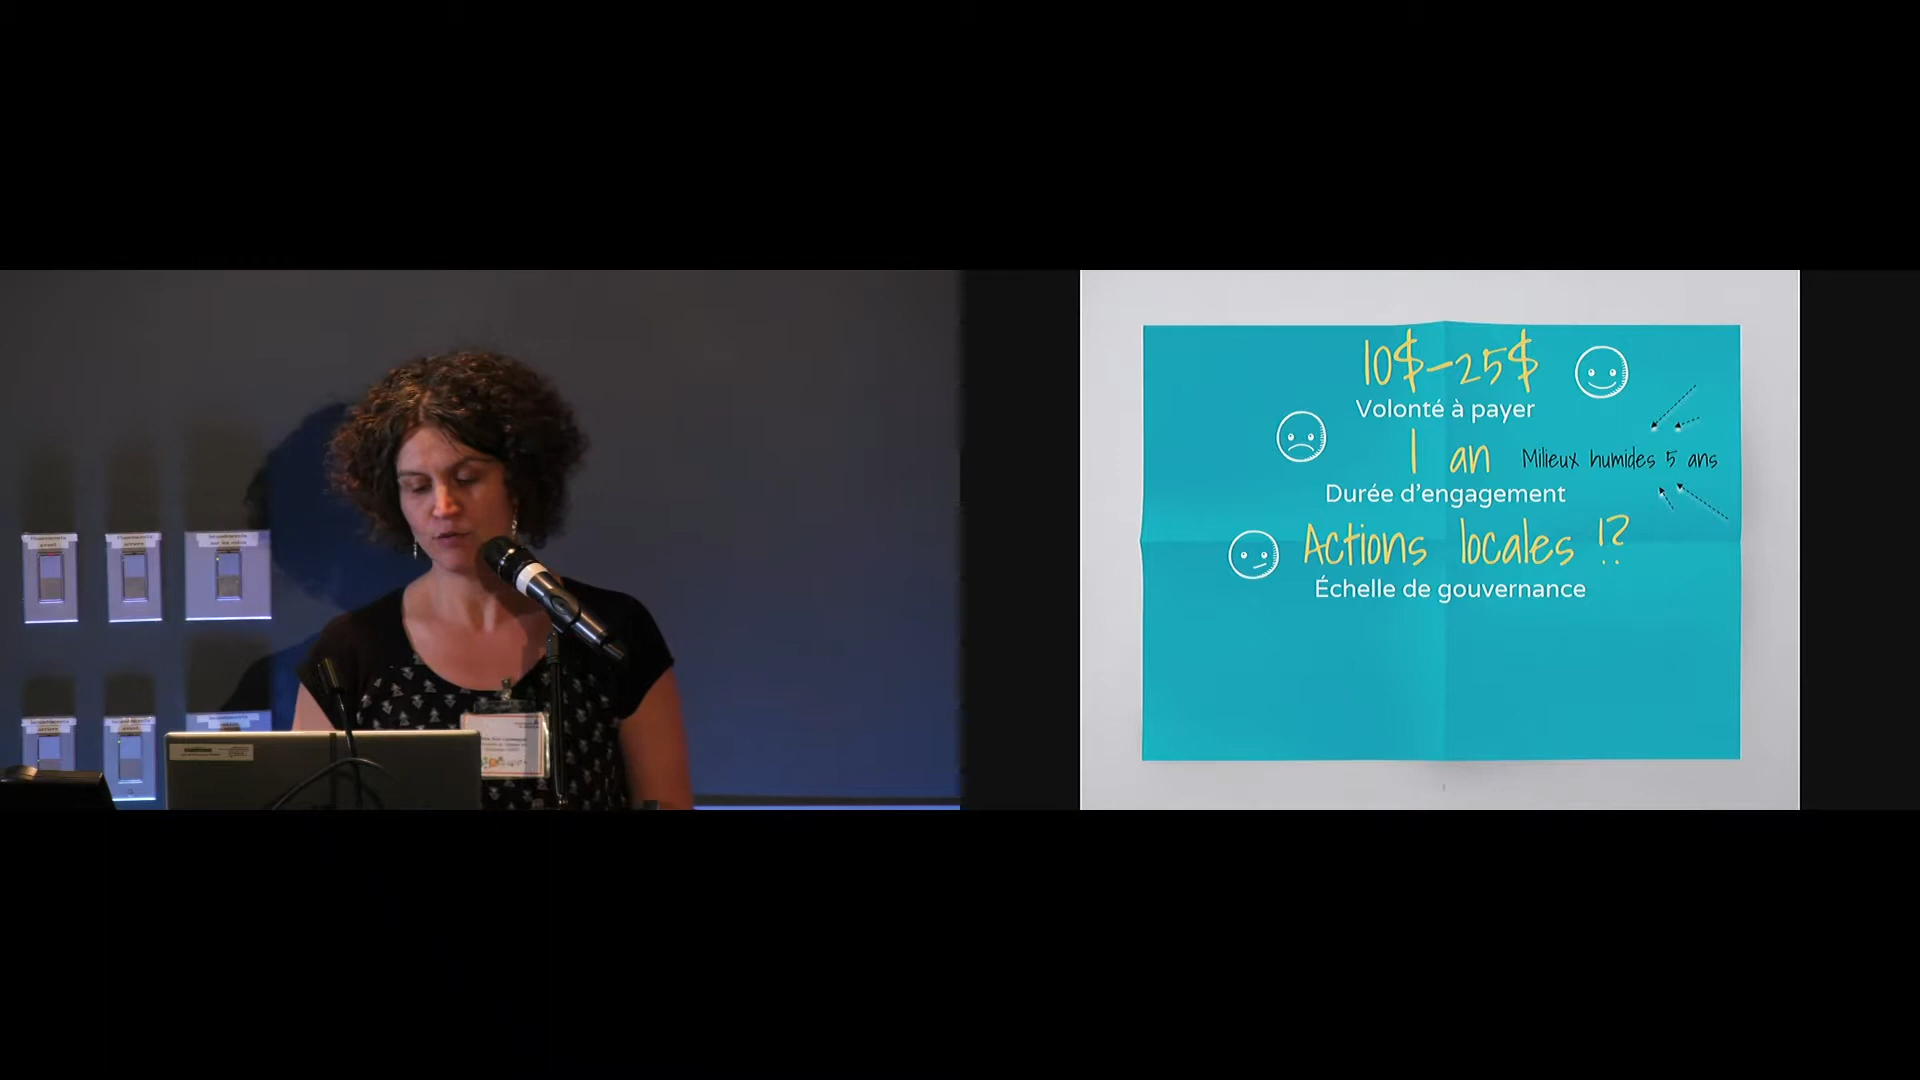 10$-25$
Volonté à payer
1 an
Milieux humides 5 ans
Durée d'engagement
Actions locales !?
Échelle de gouvernance